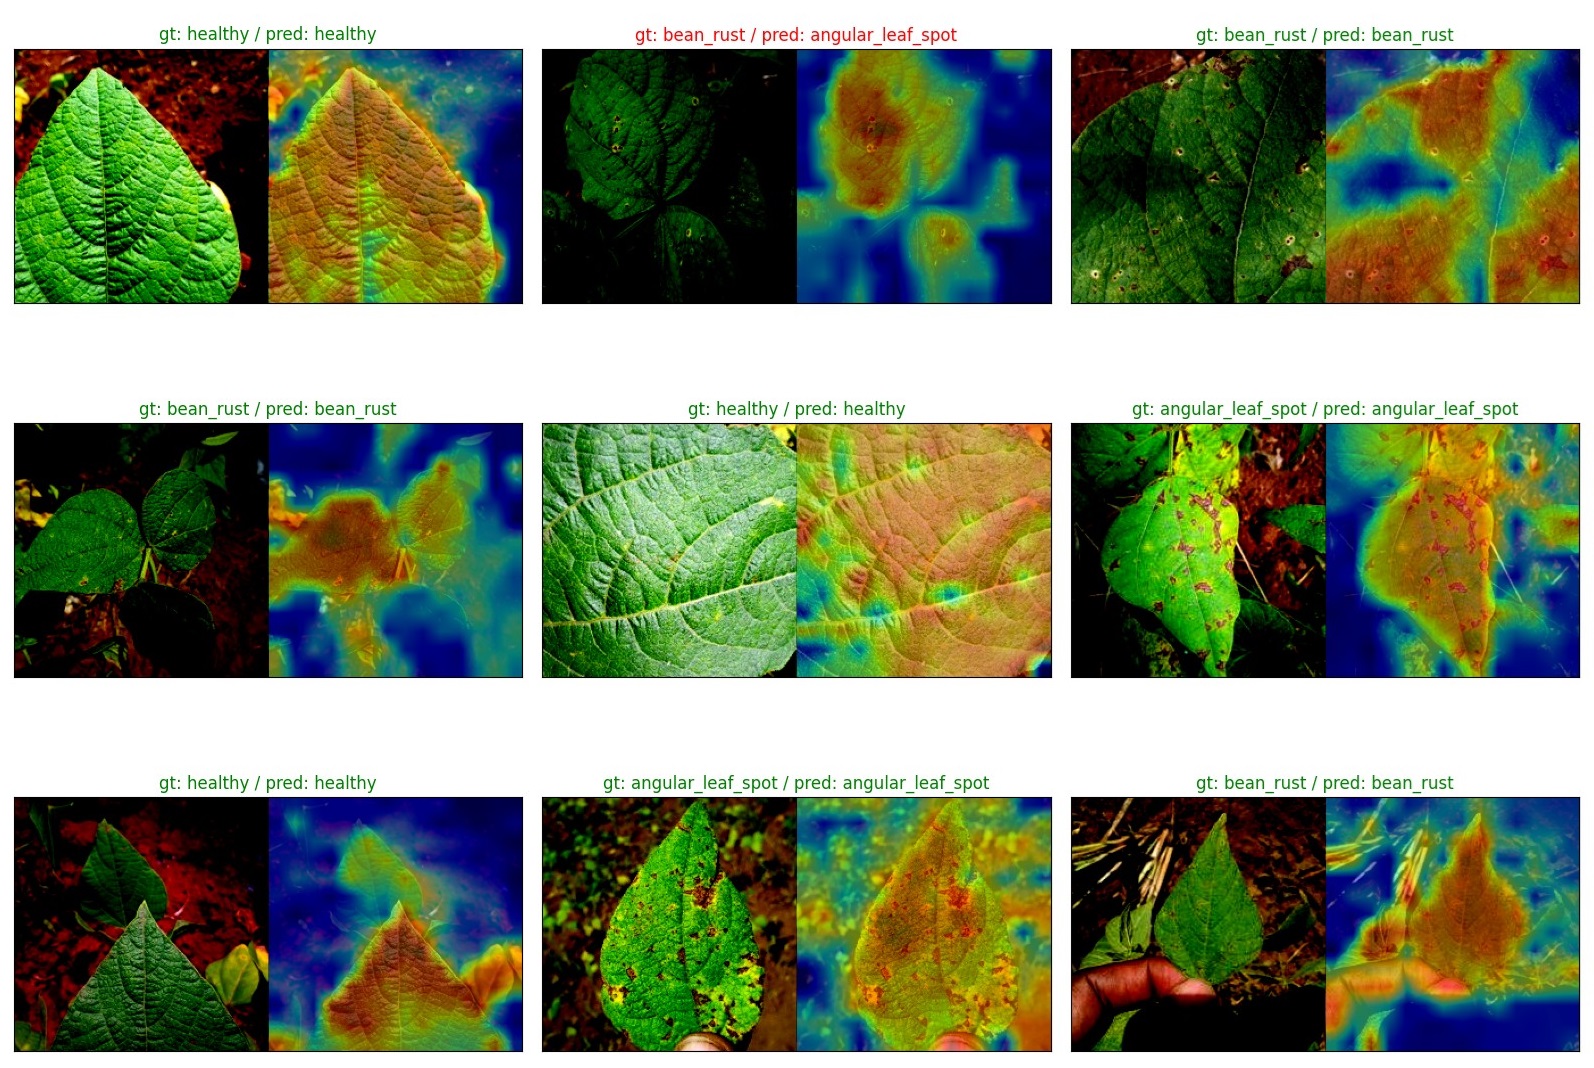 gt: healthy / pred: healthy
gt: bean_rust / pred: angular_leaf_spot
gt: bean_rust / pred: bean_rust
gt: bean_rust / pred: bean_rust
gt: healthy / pred: healthy
gt: angular_leaf_spot / pred: angular_leaf_spot
gt: healthy / pred: healthy
gt: angular_leaf_spot / pred: angular_leaf_spot
gt: bean_rust / pred: bean_rust